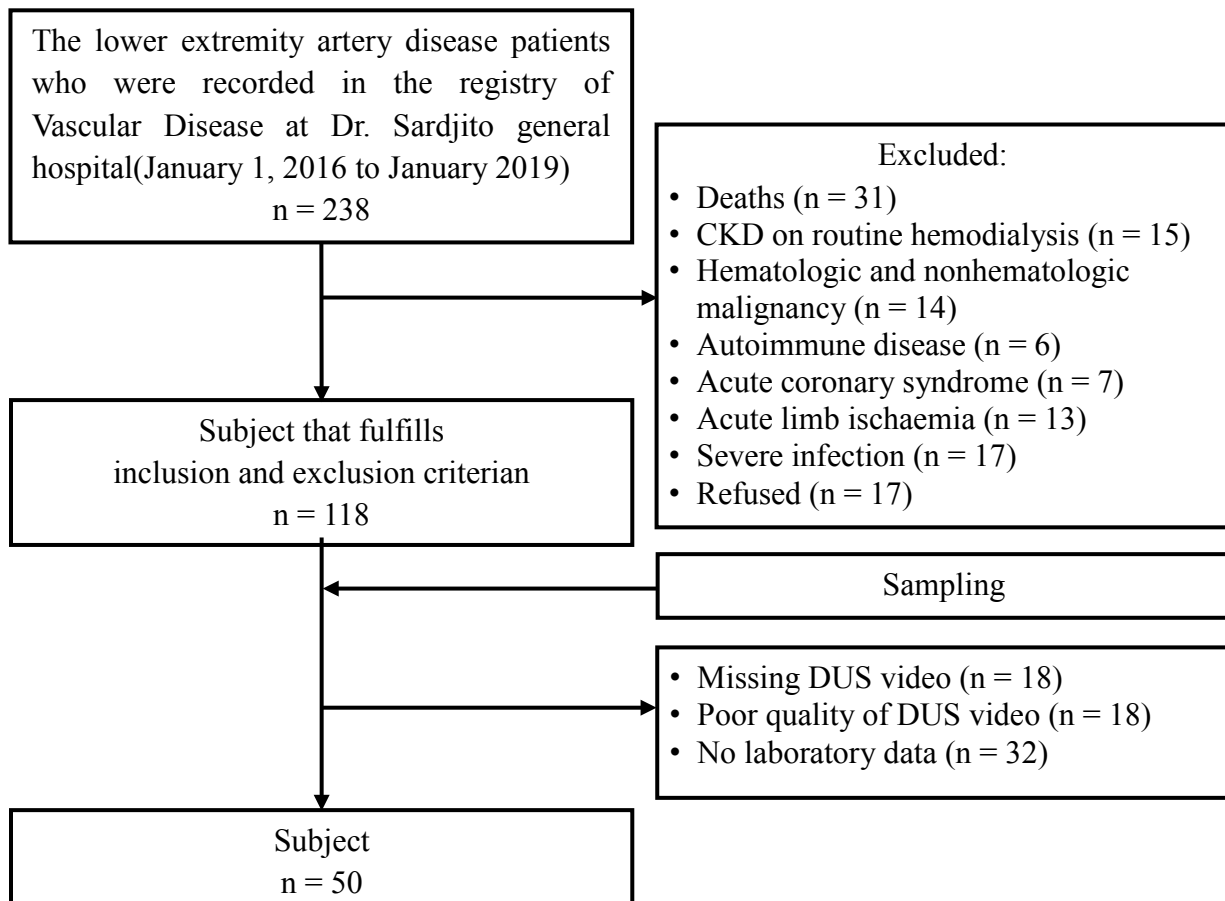 The lower extremity artery disease patients
who were recorded in the registry of
Vascular Disease at Dr. Sardjito general
hospital(January 1, 2016 to January 2019)
n = 238
Excluded:
• Deaths (n = 31)
• CKD on routine hemodialysis (n = 15)
• Hematologic and nonhematologic
malignancy (n = 14)
• Autoimmune disease (n = 6)
• Acute coronary syndrome (n = 7)
• Acute limb ischaemia (n = 13)
• Severe infection (n = 17)
• Refused (n = 17)
Subject that fulfills
inclusion and exclusion criterian
n = 118
Sampling
• Missing DUS video (n = 18)
• Poor quality of DUS video (n = 18)
• No laboratory data (n = 32)
Subject
n = 50